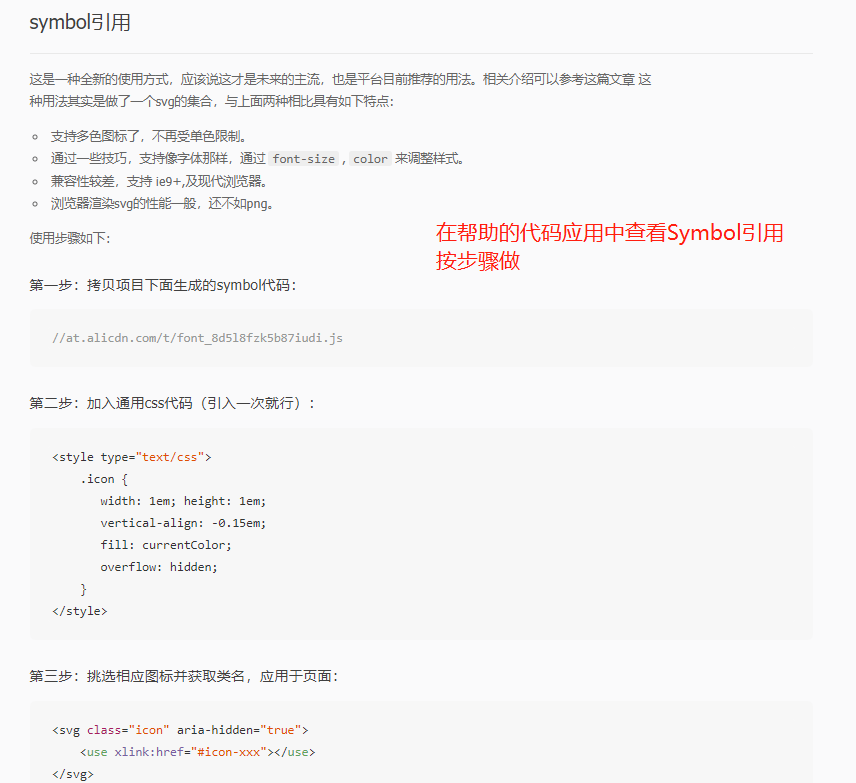 symbol引用
这是一种全新的使用方式，应该说这才是未来的主流，也是平台目前推荐的用法。相关介绍可以参考这篇文章 这
种用法其实是做了一个svg的集合，与上面两种相比具有如下特点：
支持多色图标了，不再受单色限制。
通过一些技巧，支持像字体那样，通过 font-size , color 来调整样式。
兼容性较差，支持 ie9+,及现代浏览器。
浏览器渲染svg的性能一般，还不如png。
使用步骤如下：
在帮助的代码应用中查看Symbol引用
按步骤做
第一步：拷贝项目下面生成的symbol代码：
//at.alicdn.com/t/font_8d5l8fzk5b87iudi.js
第二步：加入通用css代码（引入一次就行）：
<style type="text/css">
.icon {
width: 1em; height: 1em;
vertical-align: -0.15em;
fill: currentColor;
overflow: hidden;
}
</style>
第三步：挑选相应图标并获取类名，应用于页面：
<svg class="icon" aria-hidden="true">
<use xlink:href="#icon-xxx"></use>
</svg>